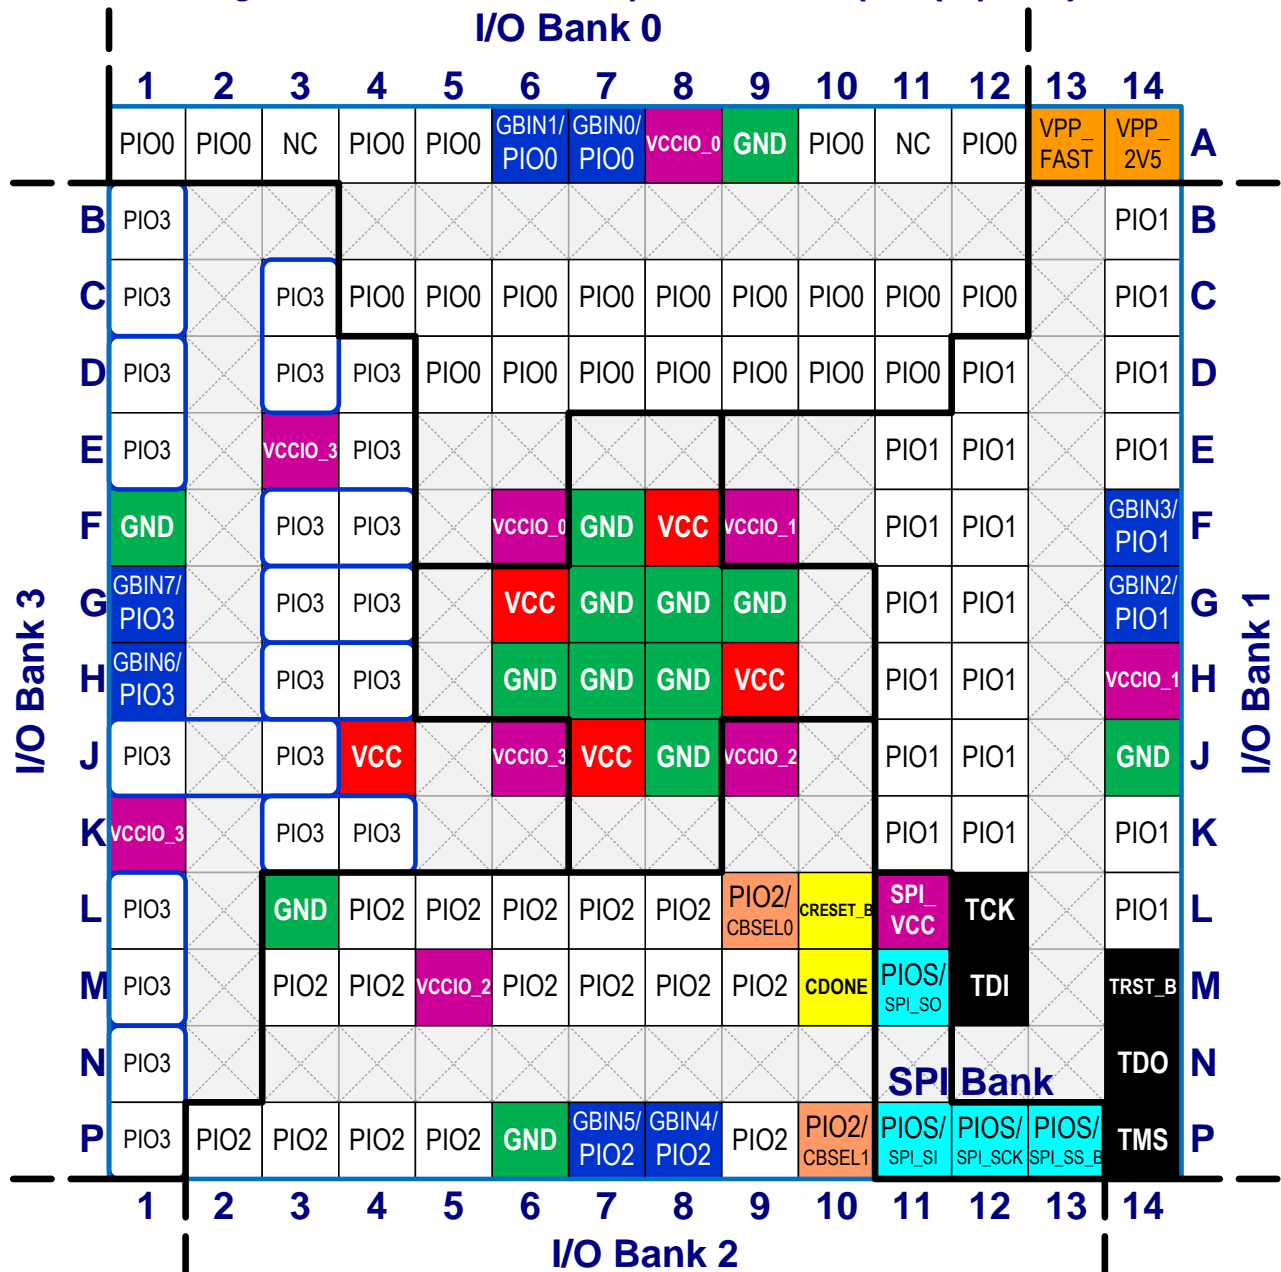 I/O Bank 0
1 2 3 4 5 6 7 8 9 10 11 12 13 14
PIO0 PIO0 NC PIO0 PIO0 GBIN1/ PIO0 GBIN0/ PIO0 VCCIO_0 GND PIO0 NC PIO0 VPP_ FAST VPP_ 2V5 A
B PIO3 PIO1 B
C PIO3 PIO3 PIO0 PIO0 PIO0 PIO0 PIO0 PIO0 PIO0 PIO0 PIO0 PIO1 C
D PIO3 PIO3 PIO3 PIO0 PIO0 PIO0 PIO0 PIO0 PIO0 PIO0 PIO1 PIO1 D
E PIO3 VCCIO_3 PIO3 PIO1 PIO1 PIO1 E
F GND PIO3 PIO3 VCCIO_0 GND VCC VCCIO_1 PIO1 PIO1 GBIN3/ PIO1 F
G GBIN7/ PIO3 PIO3 PIO3 VCC GND GND GND PIO1 PIO1 GBIN2/ PIO1 G
H GBIN6/ PIO3 PIO3 PIO3 GND GND GND VCC PIO1 PIO1 VCCIO_1 H
J PIO3 PIO3 VCC VCCIO_3 VCC GND VCCIO_2 PIO1 PIO1 GND J
K VCCIO_3 PIO3 PIO3 PIO1 PIO1 PIO1 K
L PIO3 GND PIO2 PIO2 PIO2 PIO2 PIO2 PIO2/ CBSEL0 CRESET_B SPI_ VCC TCK PIO1 L
M PIO3 PIO2 PIO2 VCCIO_2 PIO2 PIO2 PIO2 PIO2 CDONE PIOS/ SPI_SO TDI TRST_B M
N PIO3 SPI Bank TDO N
P PIO3 PIO2 PIO2 PIO2 PIO2 GND GBIN5/ PIO2 GBIN4/ PIO2 PIO2 PIO2/ CBSEL1 PIOS/ SPI_SI PIOS/ SPI_SCK PIOS/ SPI_SS_B TMS P
1 2 3 4 5 6 7 8 9 10 11 12 13 14
I/O Bank 2
I/O Bank 3
I/O Bank 1